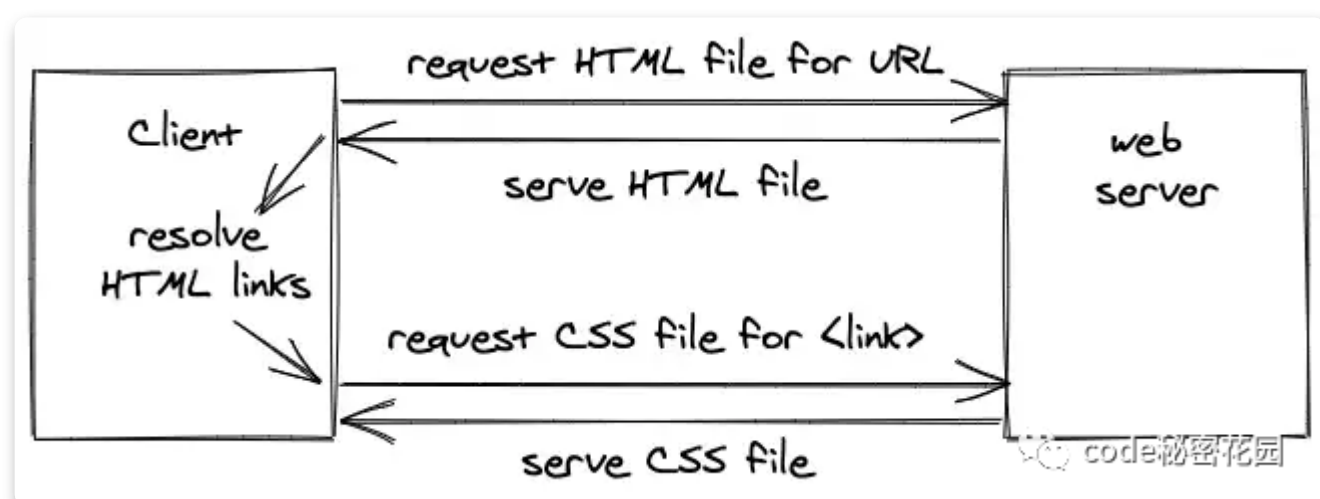 request HTML file for URL
Client
web
server
serve HTML file
resolve
HTML links
request CSS file for <link>
serve CSS file
code秘密花园